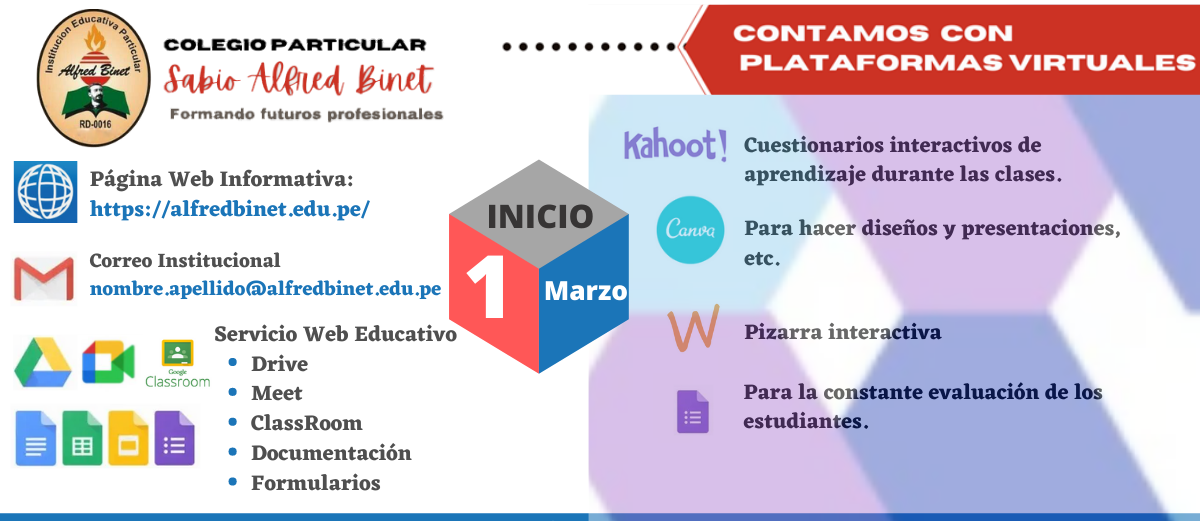 Institucion Educativa Particular
Alfred Binet
RD-0016
COLEGIO PARTICULAR
Sabio Alfred Binet
Formando futuros profesionales
Página Web Informativa:
https://alfredbinet.edu.pe/
Correo Institucional
nombre.apellido@alfredbinet.edu.pe
Google
Classroom
Servicio Web Educativo
Drive
Meet
ClassRoom
Documentación
Formularios
INICIO
1
Marzo
CONTAMOS CON
PLATAFORMAS VIRTUALES
Kahoot!
Cuestionarios interactivos de
aprendizaje durante las clases.
Canva
Para hacer diseños y presentaciones,
etc.
W
Pizarra interactiva
Para la constante evaluación de los
estudiantes.